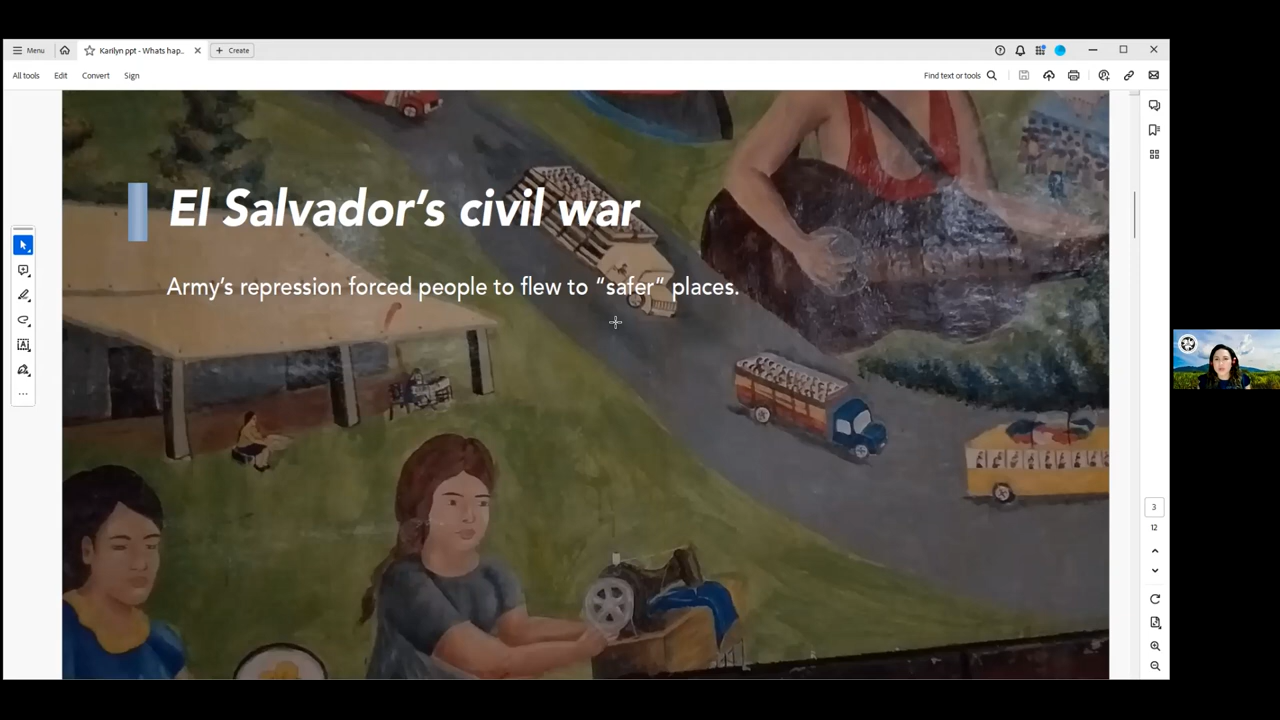 Menu
Karilyn ppt - Whats hap..
Create
All tools
Edit
Convert
Sign
Find text or tools
El Salvador's civil war
Army's repression forced people to flew to “safer” places.
3
12